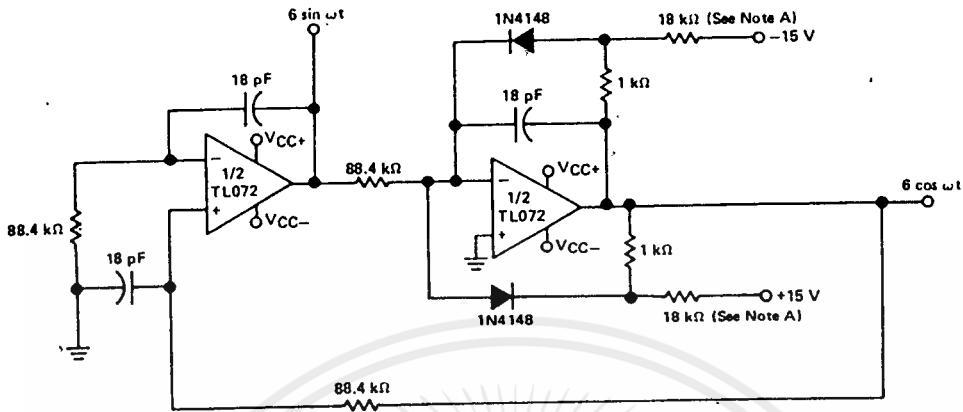 6 sin ωt
1N4148
18 kΩ (See Note A)
−15 V
18 pF
1 kΩ
18 pF
VCC+
−
1/2
TL072
+
VCC−
88.4 kΩ
VCC+
−
1/2
TL072
+
VCC−
6 cos ωt
88.4 kΩ
18 pF
1 kΩ
+15 V
1N4148
18 kΩ (See Note A)
88.4 kΩ